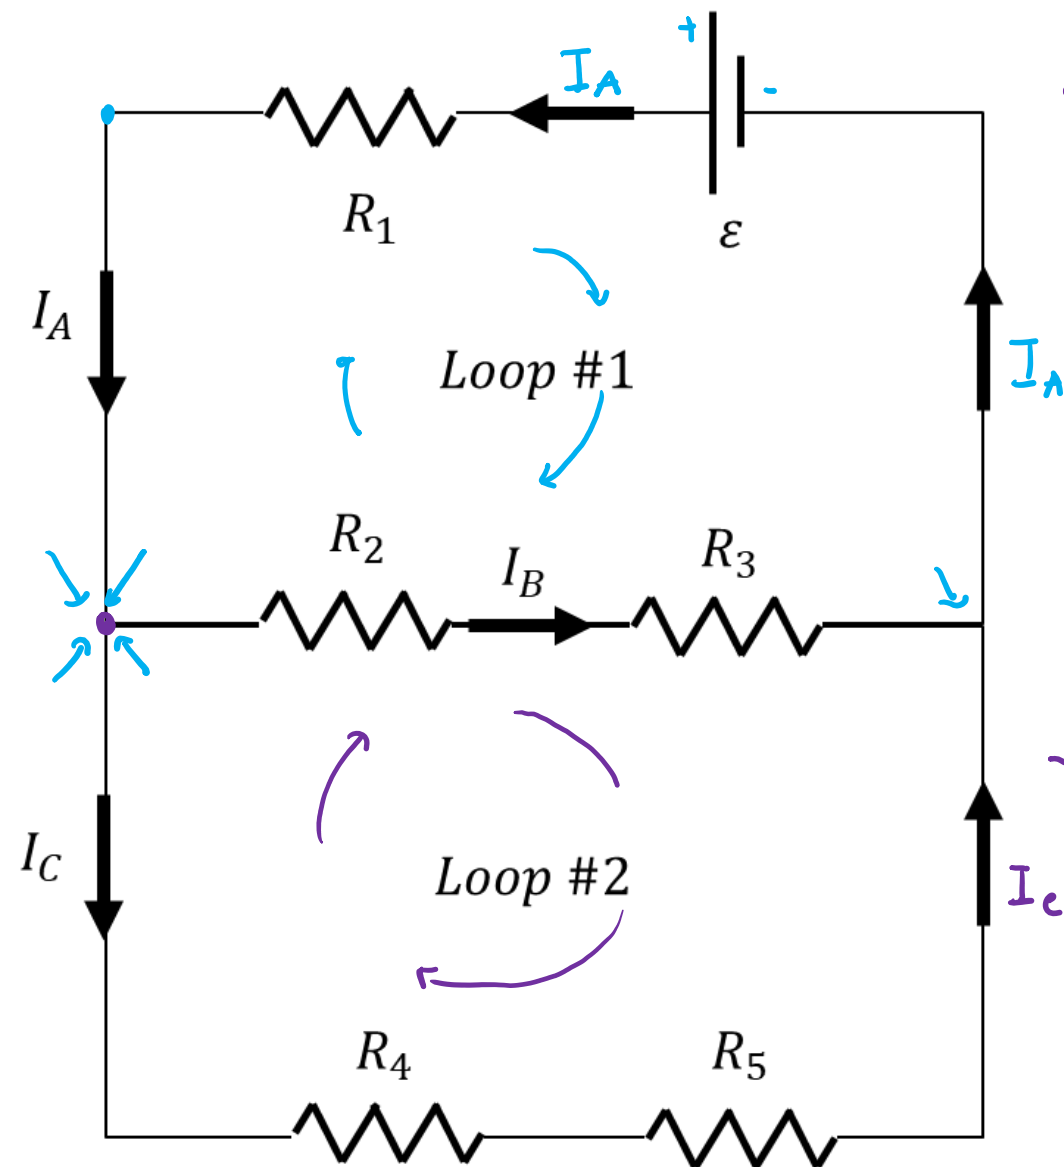 + I_A -
R_1
ε
I_A
Loop #1
I_A
R_2
I_B
R_3
I_C
Loop #2
I_c
R_4
R_5